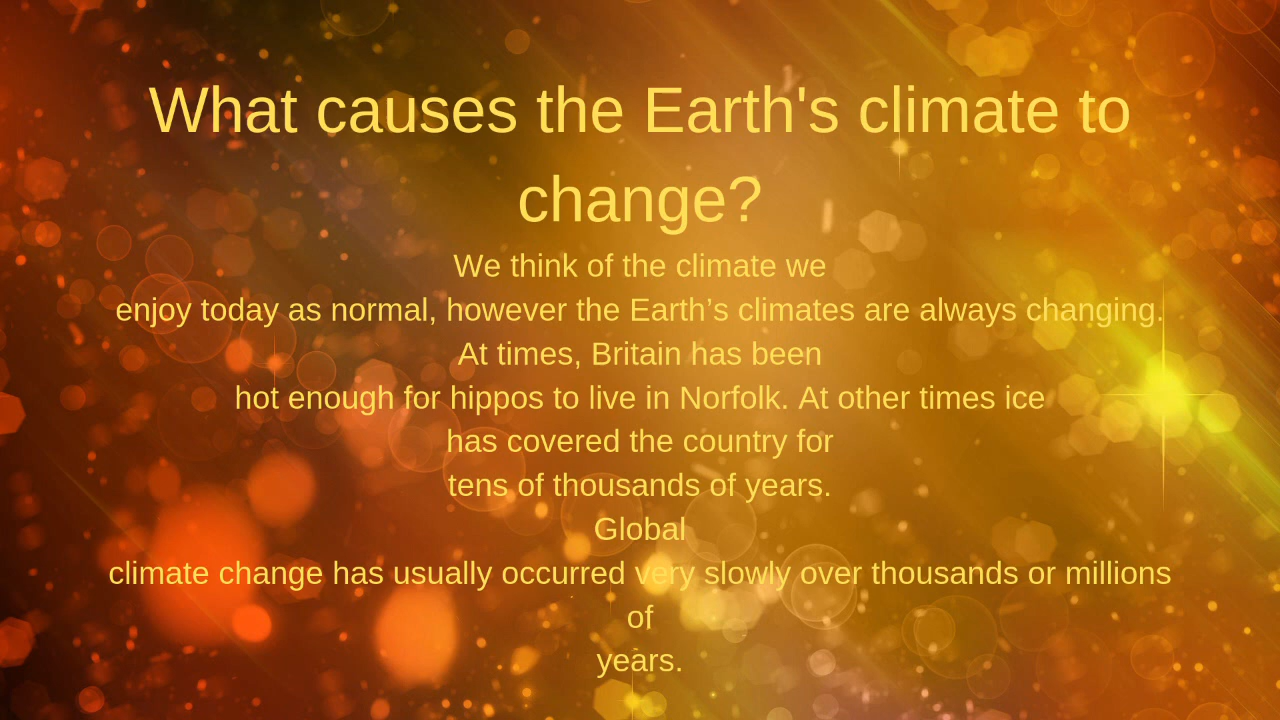 What causes the Earth's climate to
change?
We think of the climate we
enjoy today as normal, however the Earth’s climates are always changing.
At times, Britain has been
hot enough for hippos to live in Norfolk. At other times ice
has covered the country for
tens of thousands of years.
Global
climate change has usually occurred very slowly over thousands or millions
of
years.